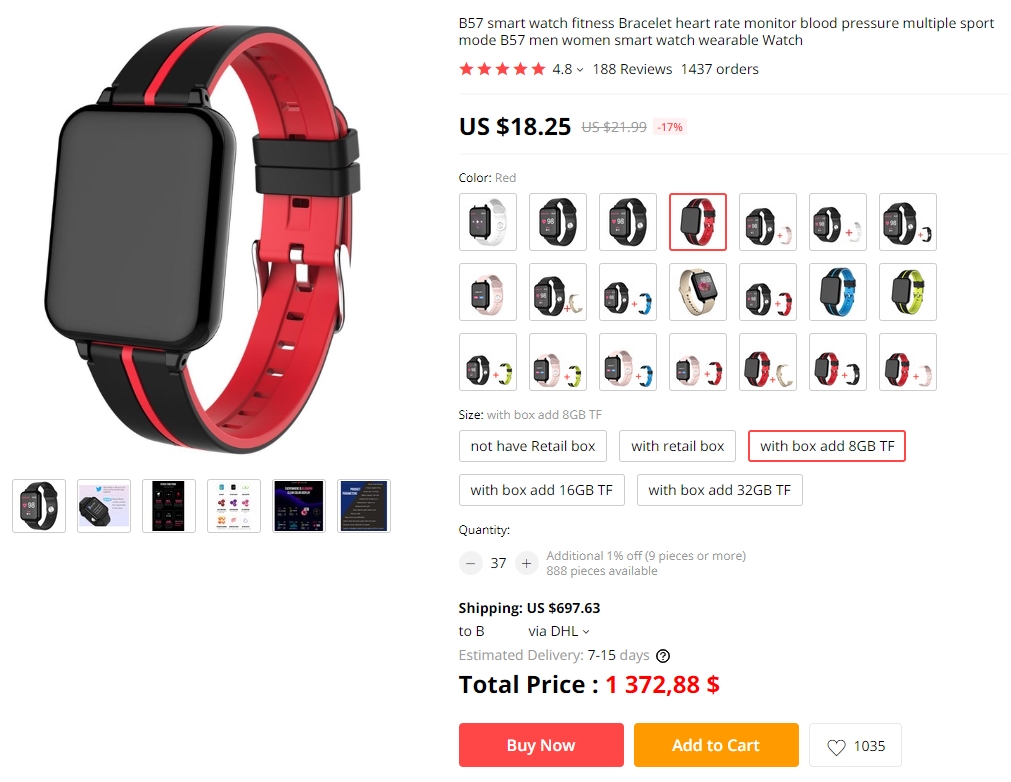 B57 smart watch fitness Bracelet heart rate monitor blood pressure multiple sport
mode B57 men women smart watch wearable Watch
4.8 188 Reviews 1437 orders
US $18.25 US $21.99 -17%
Color: Red
Size: with box add 8GB TF
not have Retail box with retail box with box add 8GB TF
with box add 16GB TF with box add 32GB TF
Quantity:
− 37 + Additional 1% off (9 pieces or more)
888 pieces available
Shipping: US $697.63
to B via DHL
Estimated Delivery: 7-15 days ?
Total Price : 1 372,88 $
Buy Now Add to Cart 1035